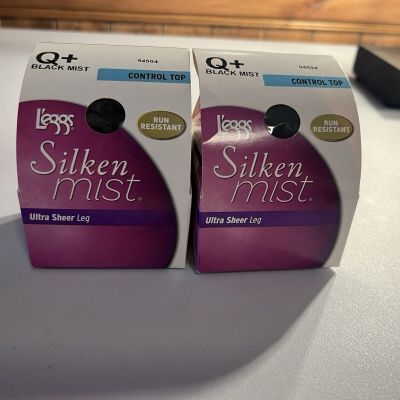 Q+
BLACK MIST
94504
CONTROL TOP
L'eggs
RUN
RESISTANT
Silken
mist
Ultra Sheer Leg
Q+
BLACK MIST
94504
CONTROL TOP
L'eggs
RUN
RESISTANT
Silken
mist
Ultra Sheer Leg